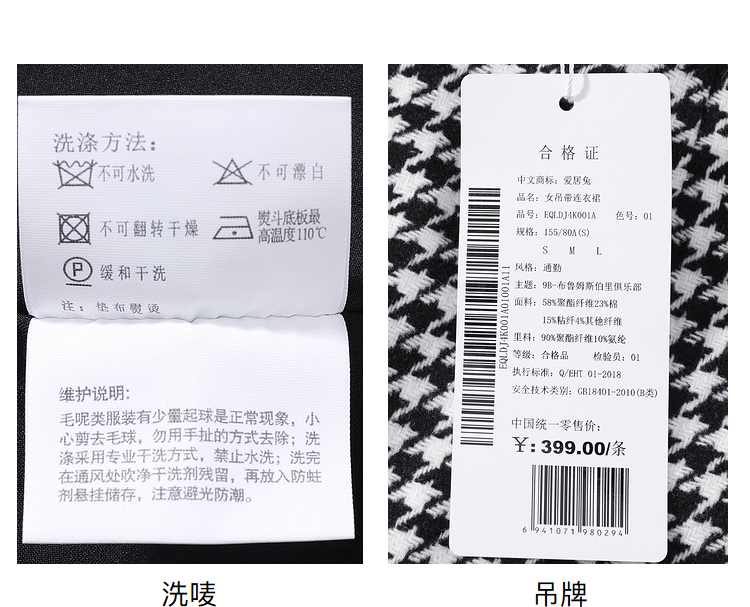 洗涤方法：
不可水洗
不可漂白
不可翻转干燥
熨斗底板最
高温度110℃
P
缓和干洗
注：垫布熨烫
维护说明：
毛呢类服装有少量起球是正常现象，小
心剪去毛球，勿用手扯的方式去除；洗
涤采用专业干洗方式，禁止水洗；洗完
在通风处吹净干洗剂残留，再放入防蛀
剂悬挂储存，注意避光防潮。
洗唛
合格证
中文商标：爱居兔
品名：女吊带连衣裙
品号：EQLDJ4K001A 色号：01
规格：155/80A(S)
S M L
风格：通勤
主题：9B-布鲁姆斯伯里俱乐部
面料：58%聚酯纤维23%棉
15%粘纤4%其他纤维
里料：90%聚酯纤维10%氨纶
等级：合格品 检验员：01
执行标准：Q/EHT 01-2018
安全技术类别：GB18401-2010(B类)
EQLDJ4K001A01001A11
中国统一零售价：
¥:399.00/条
6 941071 980294
吊牌